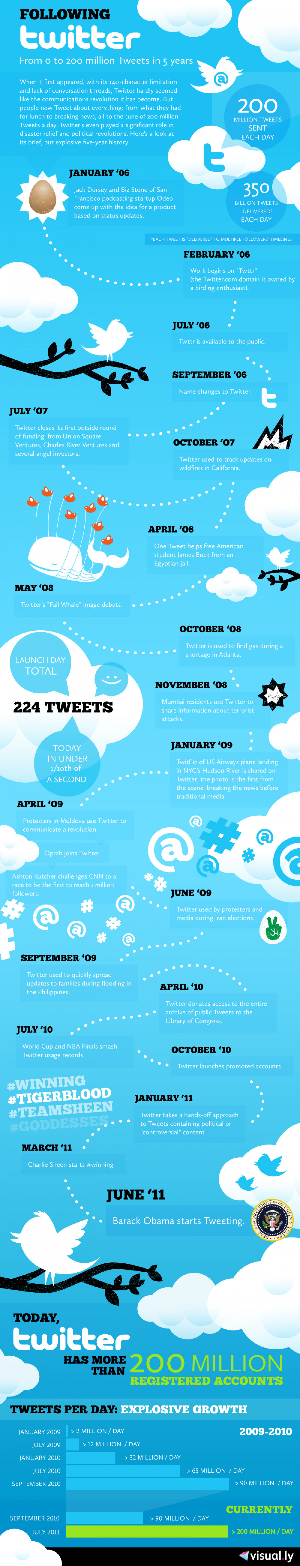 FOLLOWING
twitter
From 0 to 200 million Tweets in 5 years
When it first appeared, with its 140-character limitation
and lack of conversation threads, Twitter hardly seemed
like the communications revolution it has become. But
people now Tweet about everything: from what they had
for lunch to breaking news, all to the tune of 200 million
Tweets a day. Twitter's even played a significant role in
disaster relief and political revolutions. Here's a look at
its brief, but explosive five-year history.
@
200
MILLION TWEETS
SENT
EACH DAY
t
350
BILLION TWEETS
DELIVERED*
EACH DAY
*EACH TWEET IS "DELIVERED" TO MULTIPLE FOLLOWERS' TIMELINES.
JANUARY '06
Jack Dorsey and Biz Stone of San
Francisco podcasting startup Odeo
come up with the idea for a product
based on status updates.
FEBRUARY '06
Work begins on "Twttr"
(the Twitter.com domain is owned by
a birding enthusiast).
JULY '06
Twttr is available to the public.
SEPTEMBER '06
Name changes to Twitter.
t
JULY '07
Twitter closes its first outside round
of funding, from Union Square
Ventures, Charles River Ventures and
several angel investors.
OCTOBER '07
Twitter used to track updates on
wildfires in California.
APRIL '08
One Tweet helps free American
student James Buck from an
Egyptian jail.
MAY '08
Twitter's "Fail Whale" image debuts.
OCTOBER '08
Twitter is used to find gas during a
shortage in Atlanta.
LAUNCH DAY
TOTAL
224 TWEETS
TODAY
IN UNDER
1/10th of
A SECOND
NOVEMBER '08
Mumbai residents use Twitter to
share information about terrorist
attacks.
JANUARY '09
TwitPic of US Airways plane landing
in NYC's Hudson River is shared on
Twitter; the photo is the first from
the scene, breaking the news before
traditional media.
APRIL '09
Protesters in Moldova use Twitter to
communicate a revolution.
Oprah joins Twitter.
Ashton Kutcher challenges CNN to a
race to be the first to reach 1 million
followers.
JUNE '09
Twitter used by protesters and
media during Iran elections.
SEPTEMBER '09
Twitter used to quickly spread
updates to families during flooding in
the Philippines.
APRIL '10
Twitter donates access to the entire
archive of public Tweets to the
Library of Congress.
JULY '10
World Cup and NBA Finals smash
Twitter usage records.
OCTOBER '10
Twitter launches promoted accounts.
#WINNING
#TIGERBLOOD
#TEAMSHEEN
#GODDESSES
JANUARY '11
Twitter takes a hands-off approach
to Tweets containing political or
"controversial" content.
MARCH '11
Charlie Sheen starts #winning.
JUNE '11
Barack Obama starts Tweeting.
TODAY,
twitter
HAS MORE
THAN
200 MILLION
REGISTERED ACCOUNTS
TWEETS PER DAY: EXPLOSIVE GROWTH
2009-2010
JANUARY 2009 > 2 MILLION / DAY
JULY 2009 > 12 MILLION / DAY
JANUARY 2010 > 32 MILLION / DAY
JULY 2010 > 65 MILLION / DAY
SEPTEMBER 2010 > 90 MILLION / DAY
CURRENTLY
SEPTEMBER 2010 > 90 MILLION / DAY
JULY 2011 > 200 MILLION / DAY
visual.ly